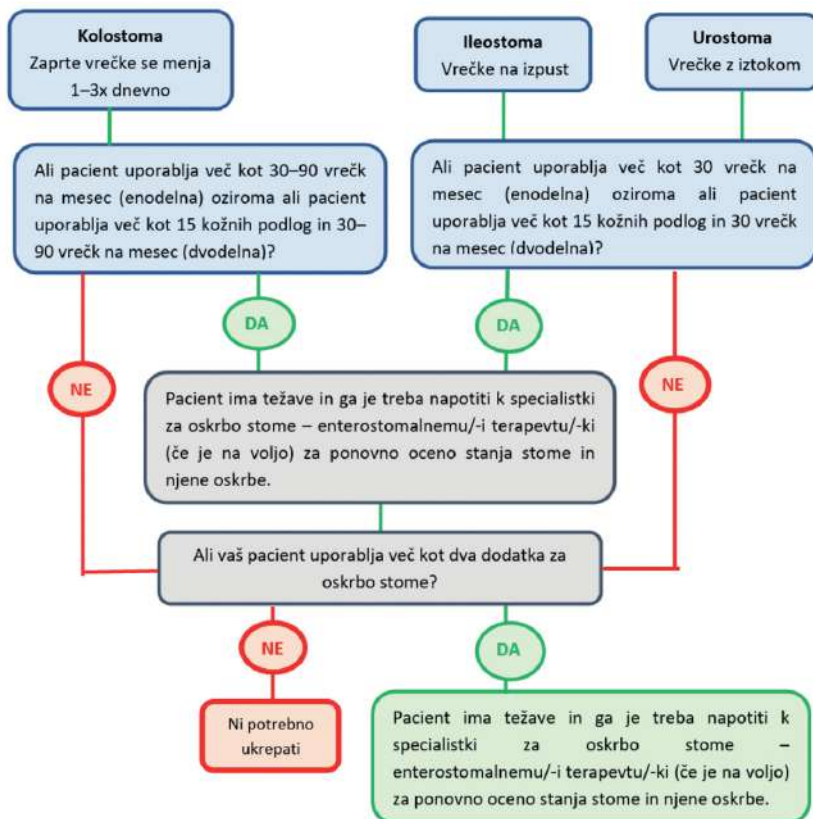 Kolostoma
Zaprte vrečke se menja
1–3x dnevno
Ileostoma
Vrečke na izpust
Urostoma
Vrečke z iztokom
Ali pacient uporablja več kot 30–90 vrečk
na mesec (enodelna) oziroma ali pacient
uporablja več kot 15 kožnih podlog in 30–
90 vrečk na mesec (dvodelna)?
Ali pacient uporablja več kot 30 vrečk na
mesec (enodelna) oziroma ali pacient
uporablja več kot 15 kožnih podlog in 30 vrečk
na mesec (dvodelna)?
DA
DA
NE
NE
Pacient ima težave in ga je treba napotiti k specialistki
za oskrbo stome – enterostomalnemu/-i terapevtu/-ki
(če je na voljo) za ponovno oceno stanja stome in
njene oskrbe.
Ali vaš pacient uporablja več kot dva dodatka za
oskrbo stome?
NE
DA
Ni potrebno
ukrepati
Pacient ima težave in ga je treba napotiti k
specialistki za oskrbo stome –
enterostomalnemu/-i terapevtu/-ki (če je na voljo)
za ponovno oceno stanja stome in njene oskrbe.